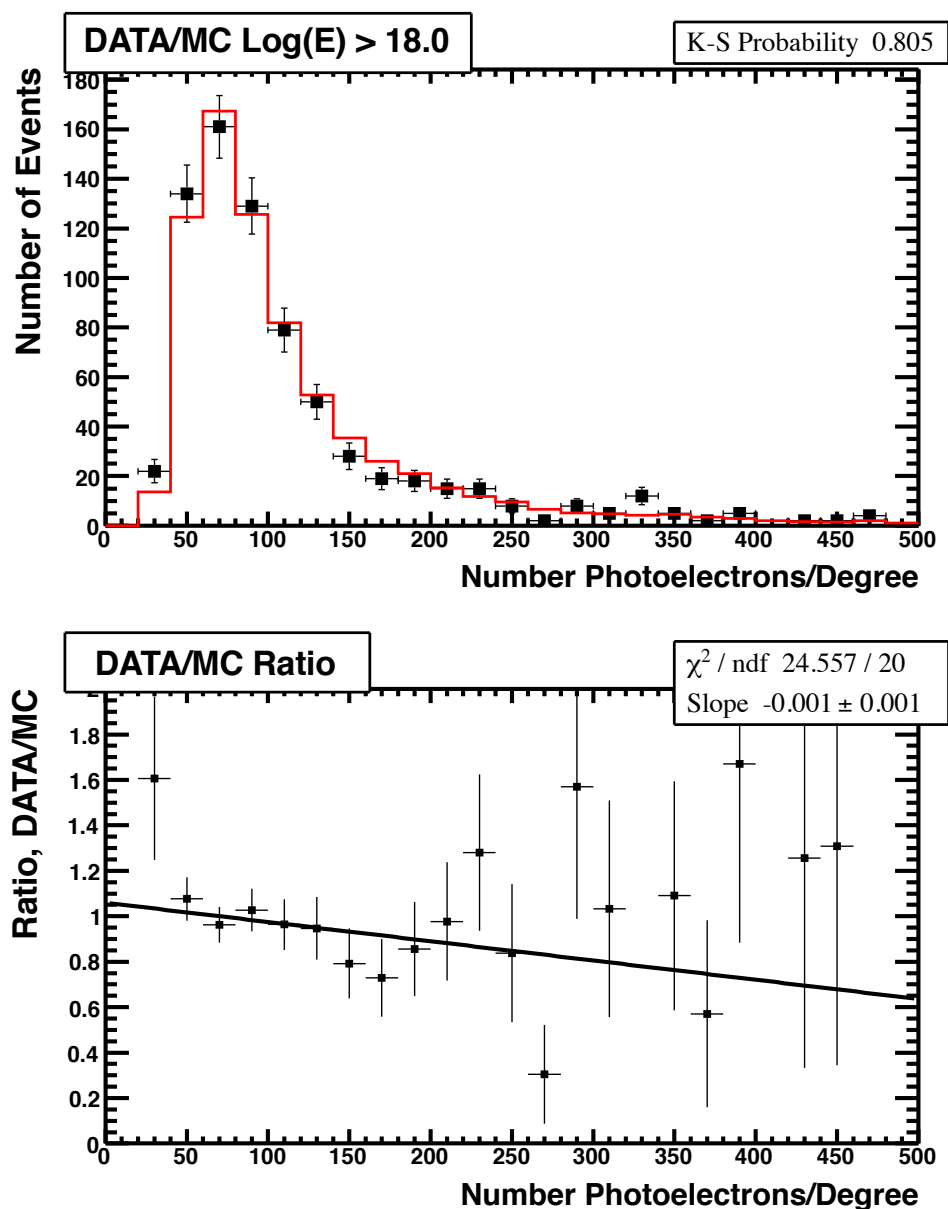 DATA/MC Log(E) > 18.0
K-S Probability 0.805
Number of Events
180
160
140
120
100
80
60
40
20
0
0 50 100 150 200 250 300 350 400 450 500
Number Photoelectrons/Degree
DATA/MC Ratio
χ² / ndf 24.557 / 20
Slope -0.001 ± 0.001
Ratio, DATA/MC
2
1.8
1.6
1.4
1.2
1
0.8
0.6
0.4
0.2
0
0 50 100 150 200 250 300 350 400 450 500
Number Photoelectrons/Degree